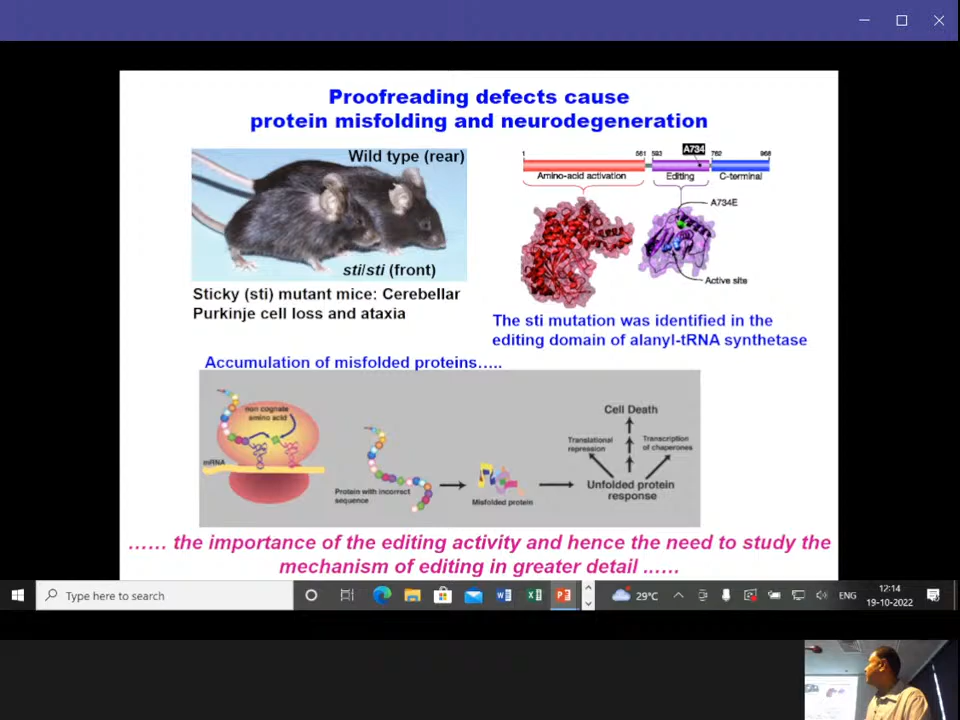 Proofreading defects cause
protein misfolding and neurodegeneration
Wild type (rear)
sti/sti (front)
Sticky (sti) mutant mice: Cerebellar
Purkinje cell loss and ataxia
A734
1 561 593 762 968
Amino-acid activation Editing C-terminal
A734E
Active site
The sti mutation was identified in the
editing domain of alanyl-tRNA synthetase
Accumulation of misfolded proteins…..
non cognate
amino acid
mRNA
Protein with incorrect
sequence
Misfolded protein
Cell Death
Translational
repression
Transcription
of chaperones
Unfolded protein
response
…… the importance of the editing activity and hence the need to study the
mechanism of editing in greater detail ……
Type here to search
29°C
ENG
12:14
19-10-2022